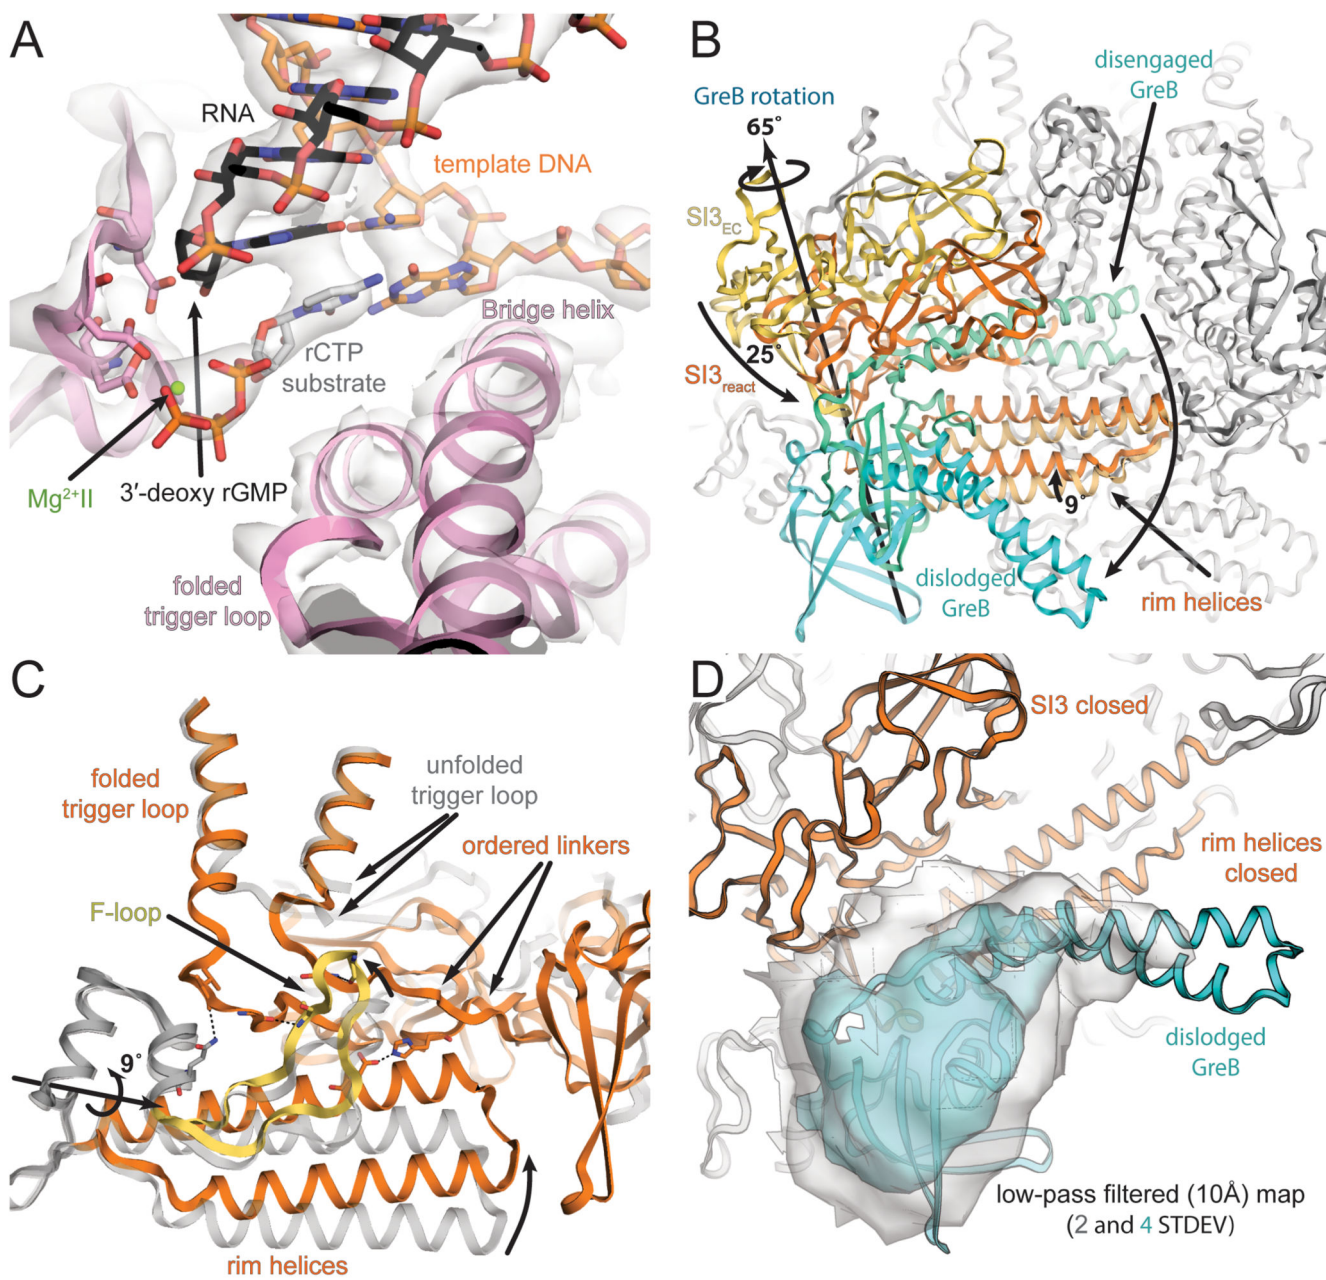 A
RNA
template DNA
Bridge helix
rCTP
substrate
Mg²⁺II
3′-deoxy rGMP
folded
trigger loop
B
GreB rotation
65°
disengaged
GreB
SI3EC
25°
SI3react
9°
dislodged
GreB
rim helices
C
folded
trigger loop
unfolded
trigger loop
ordered linkers
F-loop
9°
rim helices
D
SI3 closed
rim helices
closed
dislodged
GreB
low-pass filtered (10Å) map
(2 and 4 STDEV)